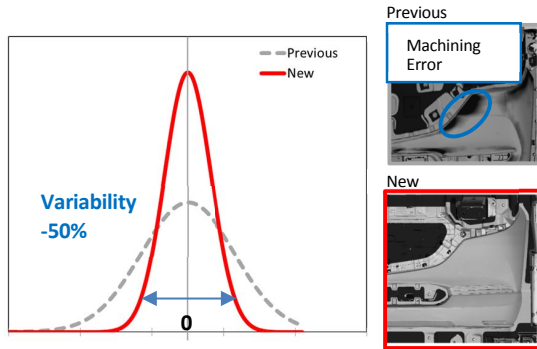 Previous
Machining
Error
Previous
New
Variability
-50%
0
New